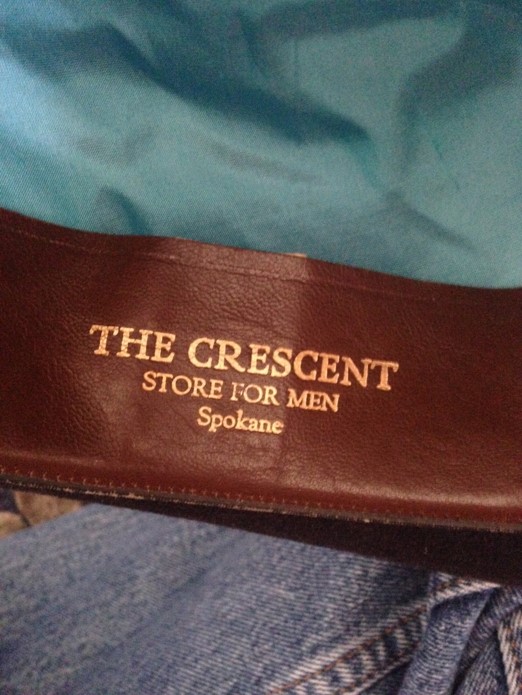 THE CRESCENT
STORE FOR MEN
Spokane